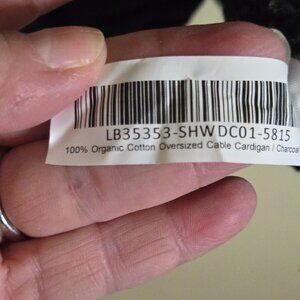 LB35353-SHWDC01-5815
100% Organic Cotton Oversized Cable Cardigan / Charcoal